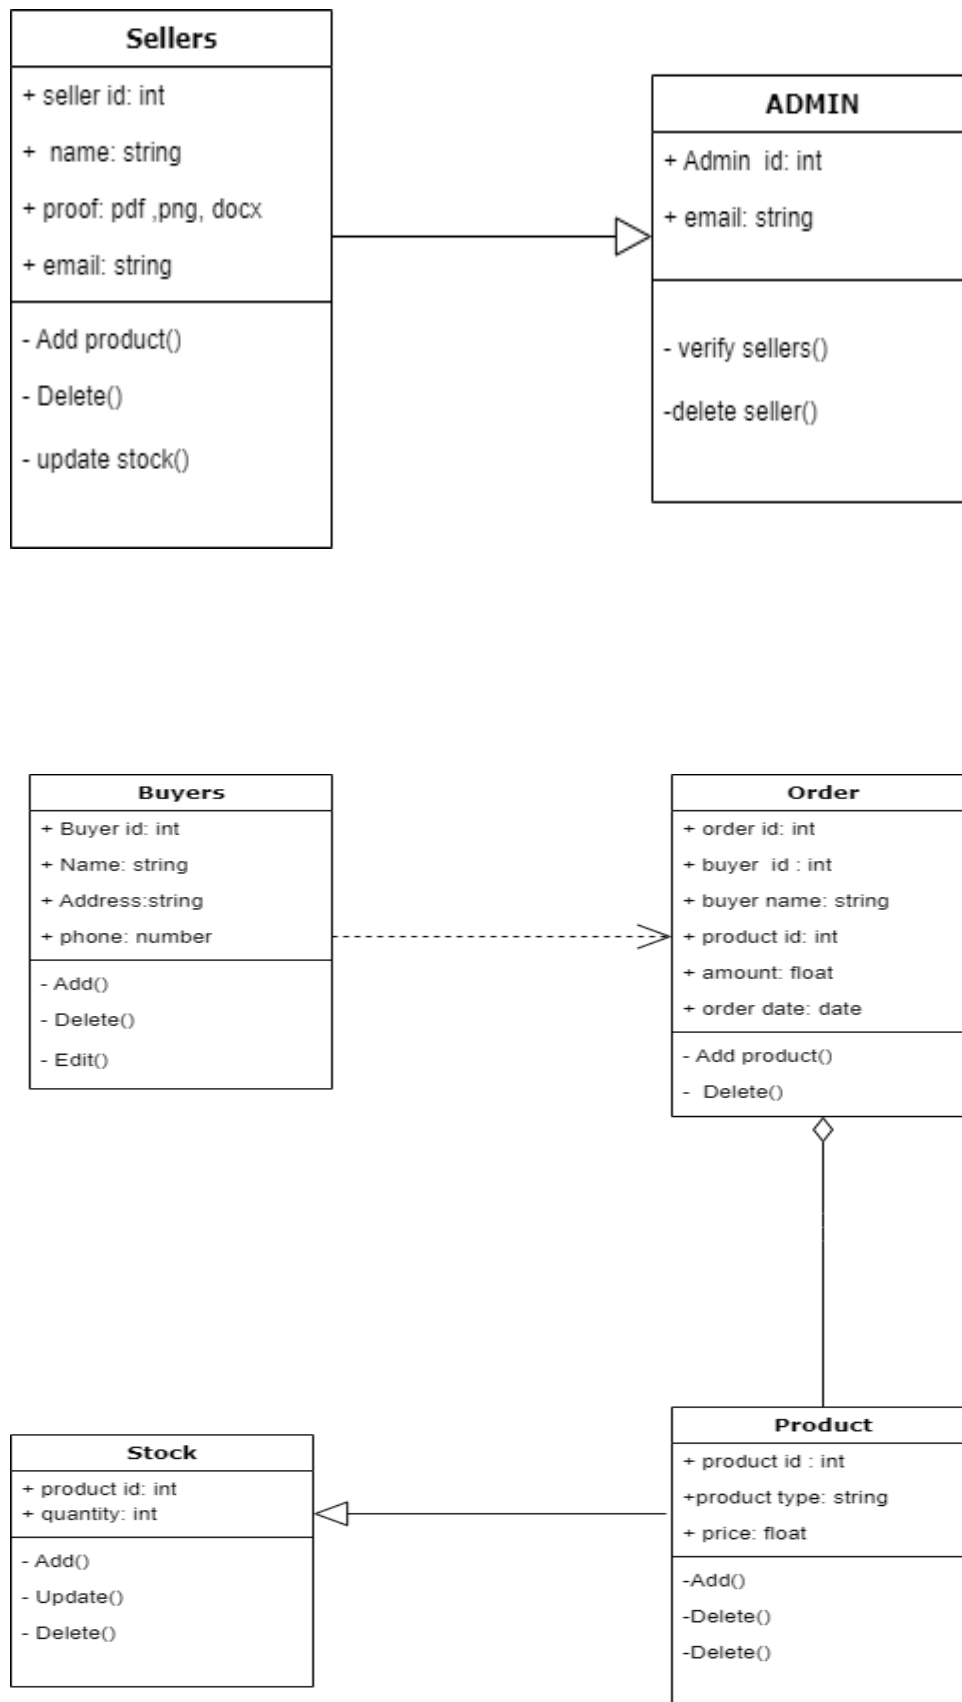 Sellers
+ seller id: int
+ name: string
+ proof: pdf ,png, docx
+ email: string
- Add product()
- Delete()
- update stock()
ADMIN
+ Admin id: int
+ email: string
- verify sellers()
-delete seller()
Buyers
+ Buyer id: int
+ Name: string
+ Address:string
+ phone: number
- Add()
- Delete()
- Edit()
Order
+ order id: int
+ buyer id : int
+ buyer name: string
+ product id: int
+ amount: float
+ order date: date
- Add product()
- Delete()
Stock
+ product id: int
+ quantity: int
- Add()
- Update()
- Delete()
Product
+ product id : int
+product type: string
+ price: float
-Add()
-Delete()
-Delete()